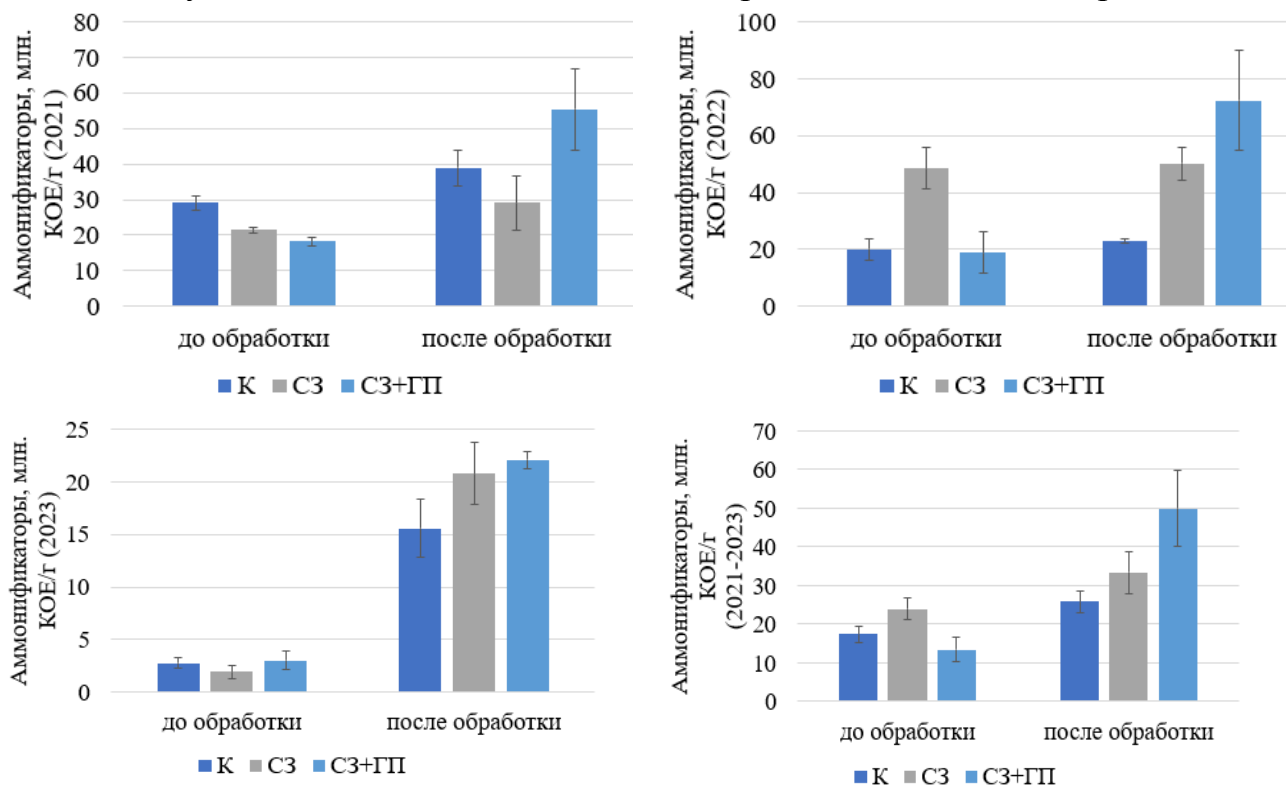 Аммонификаторы, млн.
КОЕ/г (2021)
80
70
60
50
40
30
20
10
0
до обработки после обработки
К СЗ СЗ+ГП
Аммонификаторы, млн.
КОЕ/г (2022)
100
80
60
40
20
0
до обработки после обработки
К СЗ СЗ+ГП
Аммонификаторы, млн.
КОЕ/г (2023)
25
20
15
10
5
0
до обработки после обработки
К СЗ СЗ+ГП
Аммонификаторы, млн.
КОЕ/г
(2021-2023)
70
60
50
40
30
20
10
0
до обработки после обработки
К СЗ СЗ+ГП